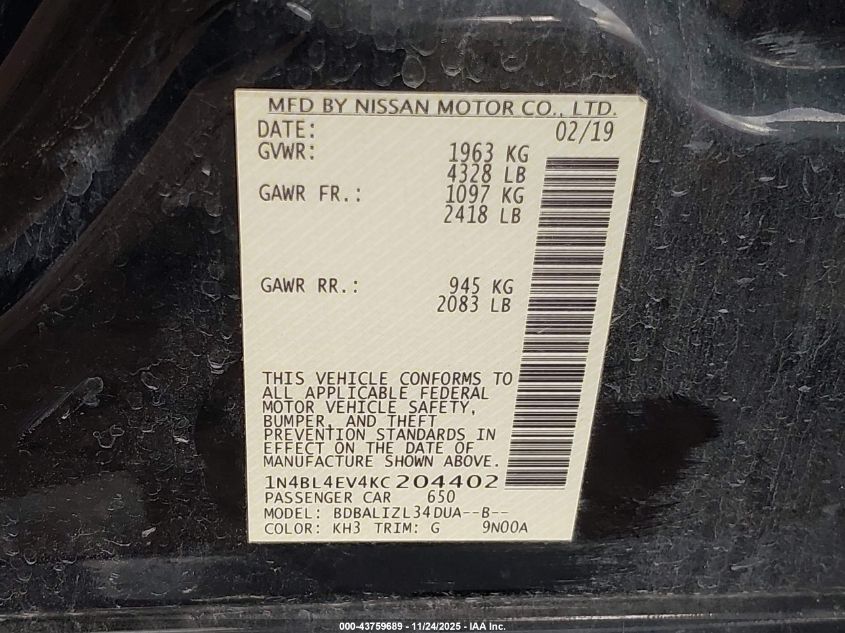 MFD BY NISSAN MOTOR CO., LTD.
DATE: 02/19
GVWR: 1963 KG
4328 LB
GAWR FR.: 1097 KG
2418 LB
GAWR RR.: 945 KG
2083 LB
THIS VEHICLE CONFORMS TO
ALL APPLICABLE FEDERAL
MOTOR VEHICLE SAFETY,
BUMPER, AND THEFT
PREVENTION STANDARDS IN
EFFECT ON THE DATE OF
MANUFACTURE SHOWN ABOVE.
1N4BL4EV4KC204402
PASSENGER CAR 650
MODEL: BDBALIZL34DUA--B--
COLOR: KH3 TRIM: G 9N00A
000-43759689 - 11/24/2025 - IAA Inc.